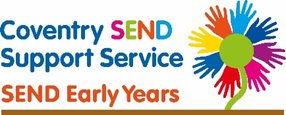 Coventry SEND
Support Service
SEND Early Years